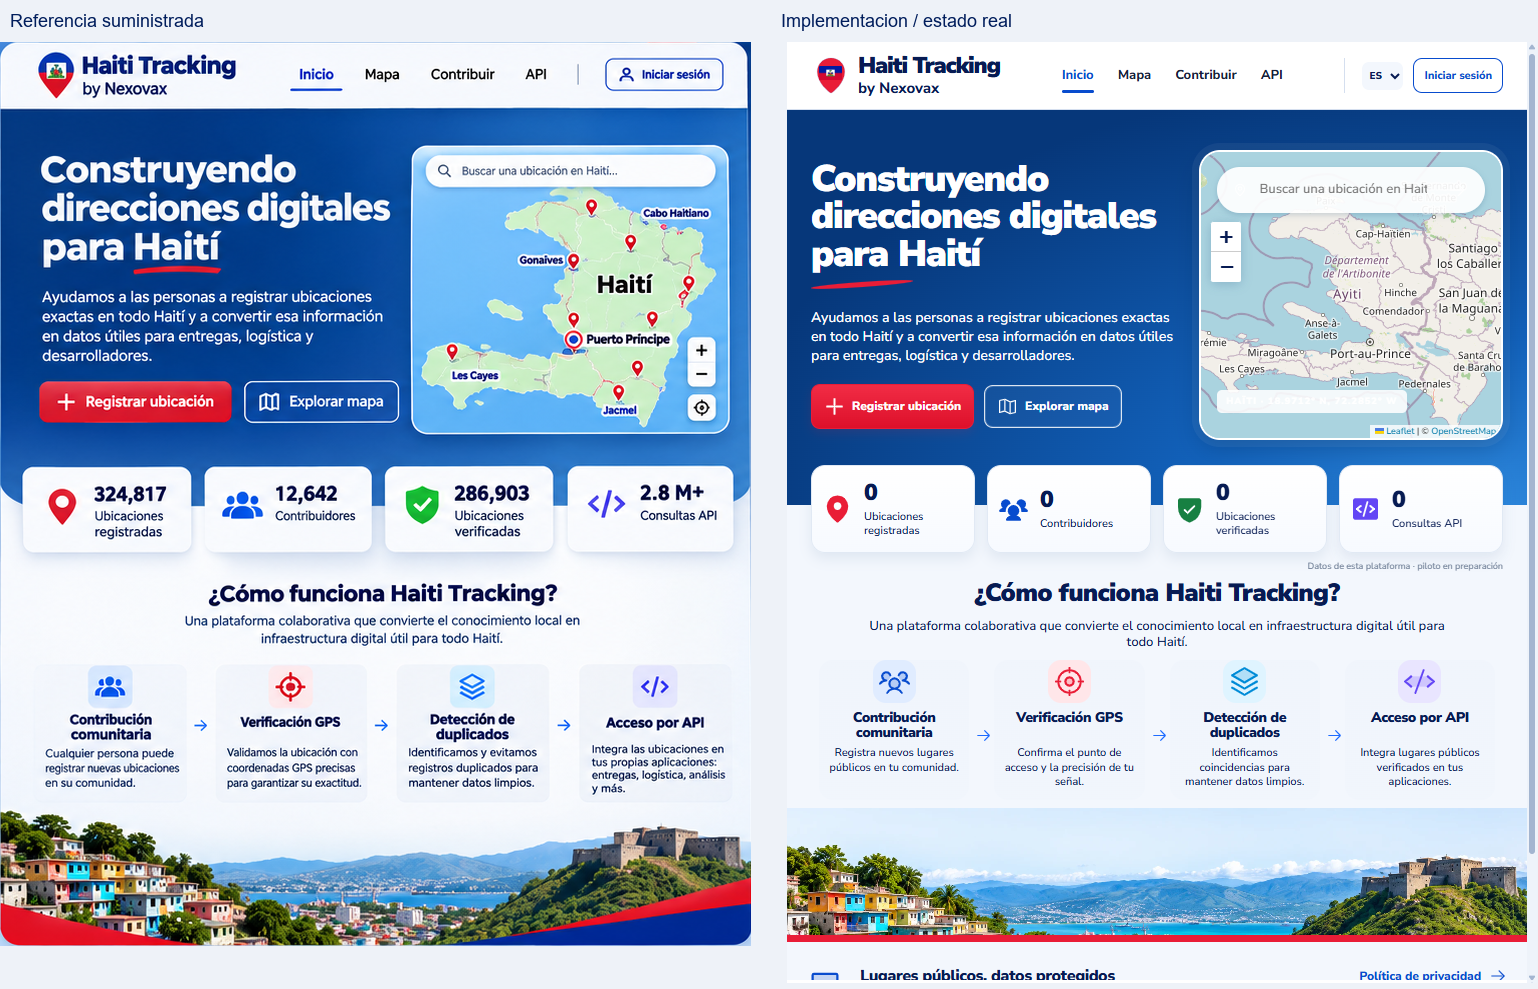 Referencia suministrada
Haiti Tracking
by Nexovax
Inicio
Mapa
Contribuir
API
Iniciar sesión
Construyendo
direcciones digitales
para Haití
Ayudamos a las personas a registrar ubicaciones
exactas en todo Haití y a convertir esa información
en datos útiles para entregas, logística y
desarrolladores.
Registrar ubicación
Explorar mapa
Buscar una ubicación en Haití...
Cabo Haitiano
Gonaives
Haití
Puerto Príncipe
Les Cayes
Jacmel
+
−
324,817
Ubicaciones
registradas
12,642
Contribuidores
286,903
Ubicaciones
verificadas
2.8 M+
Consultas API
¿Cómo funciona Haiti Tracking?
Una plataforma colaborativa que convierte el conocimiento local en
infraestructura digital útil para todo Haití.
Contribución
comunitaria
Cualquier persona puede
registrar nuevas ubicaciones
en su comunidad.
Verificación GPS
Validamos la ubicación con
coordenadas GPS precisas
para garantizar su exactitud.
Detección de
duplicados
Identificamos y evitamos
registros duplicados para
mantener datos limpios.
Acceso por API
Integra las ubicaciones en
tus propias aplicaciones:
entregas, logística, análisis
y más.
Implementacion / estado real
Haiti Tracking
by Nexovax
Inicio
Mapa
Contribuir
API
ES
Iniciar sesión
Construyendo
direcciones digitales
para Haití
Ayudamos a las personas a registrar ubicaciones exactas
en todo Haití y a convertir esa información en datos útiles
para entregas, logística y desarrolladores.
Registrar ubicación
Explorar mapa
Buscar una ubicación en Hait
+
−
Cap-Haïtien
Santiago
los Caballer
Département
de l'Artibonite
Ayiti
Hinche
San Juan de
la Maguana
Comendador
Anse-à-
Galets
rémie
Miragoâne
Port-au-Prince
Santa Cru
de Baraho
Les Cayes
Jacmel
Pedernales
Leaflet | © OpenStreetMap
0
Ubicaciones
registradas
0
Contribuidores
0
Ubicaciones
verificadas
0
Consultas API
Datos de esta plataforma · piloto en preparación
¿Cómo funciona Haiti Tracking?
Una plataforma colaborativa que convierte el conocimiento local en infraestructura digital útil para
todo Haití.
Contribución
comunitaria
Registra nuevos lugares
públicos en tu comunidad.
Verificación GPS
Confirma el punto de
acceso y la precisión de tu
señal.
Detección de
duplicados
Identificamos
coincidencias para
mantener datos limpios.
Acceso por API
Integra lugares públicos
verificados en tus
aplicaciones.
Lugares públicos, datos protegidos
Política de privacidad